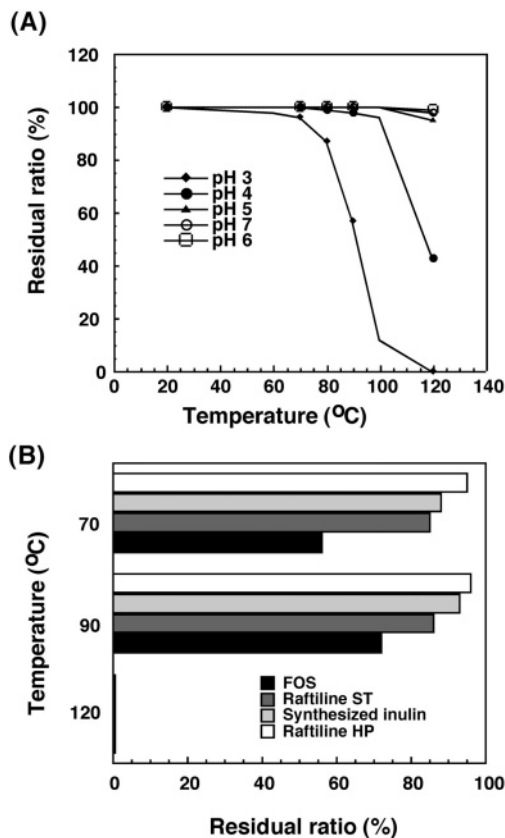 (A)
140
120
100
80
60
40
20
0
Residual ratio (%)
pH 3
pH 4
pH 5
pH 7
pH 6
0 20 40 60 80 100 120 140
Temperature (ºC)
(B)
Temperature (ºC)
70
90
120
FOS
Raftiline ST
Synthesized inulin
Raftiline HP
0 20 40 60 80 100
Residual ratio (%)